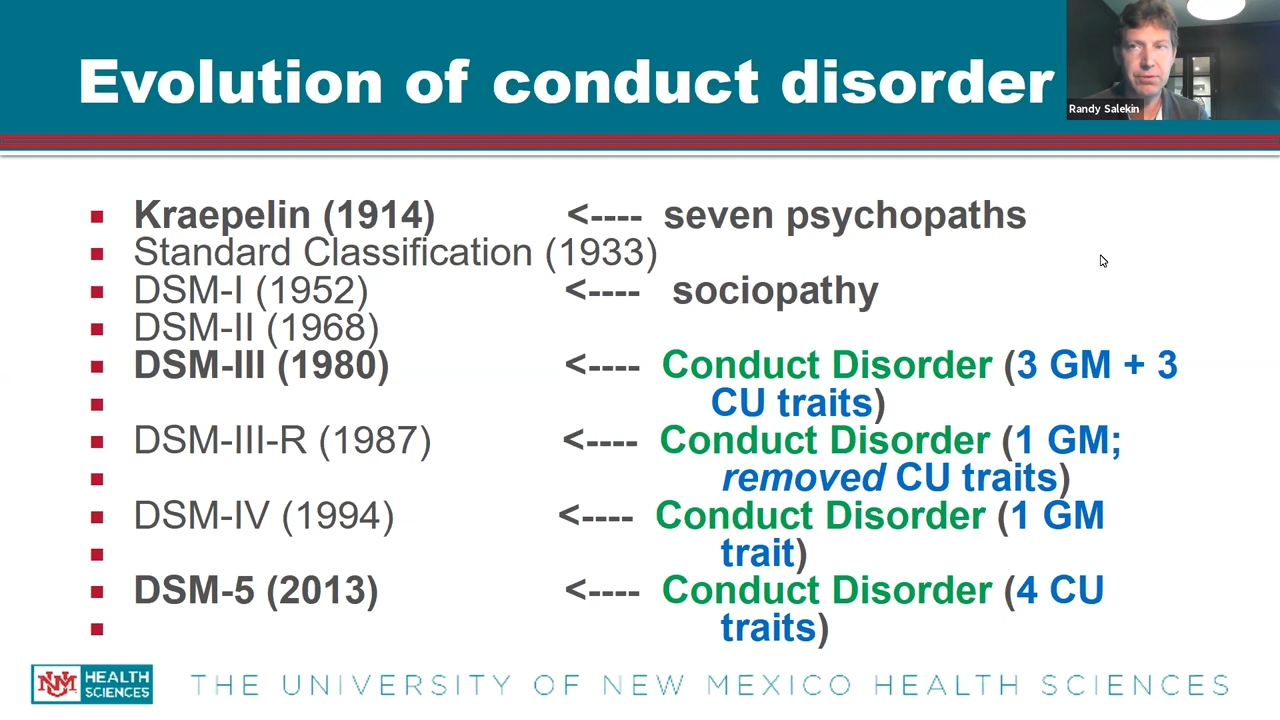 Evolution of conduct disorder
Randy Salekin
Kraepelin (1914) <---- seven psychopaths
Standard Classification (1933)
DSM-I (1952) <---- sociopathy
DSM-II (1968)
DSM-III (1980) <---- Conduct Disorder (3 GM + 3
CU traits)
DSM-III-R (1987) <---- Conduct Disorder (1 GM;
removed CU traits)
DSM-IV (1994) <---- Conduct Disorder (1 GM
trait)
DSM-5 (2013) <---- Conduct Disorder (4 CU
traits)
UNM HEALTH
SCIENCES
THE UNIVERSITY OF NEW MEXICO HEALTH SCIENCES